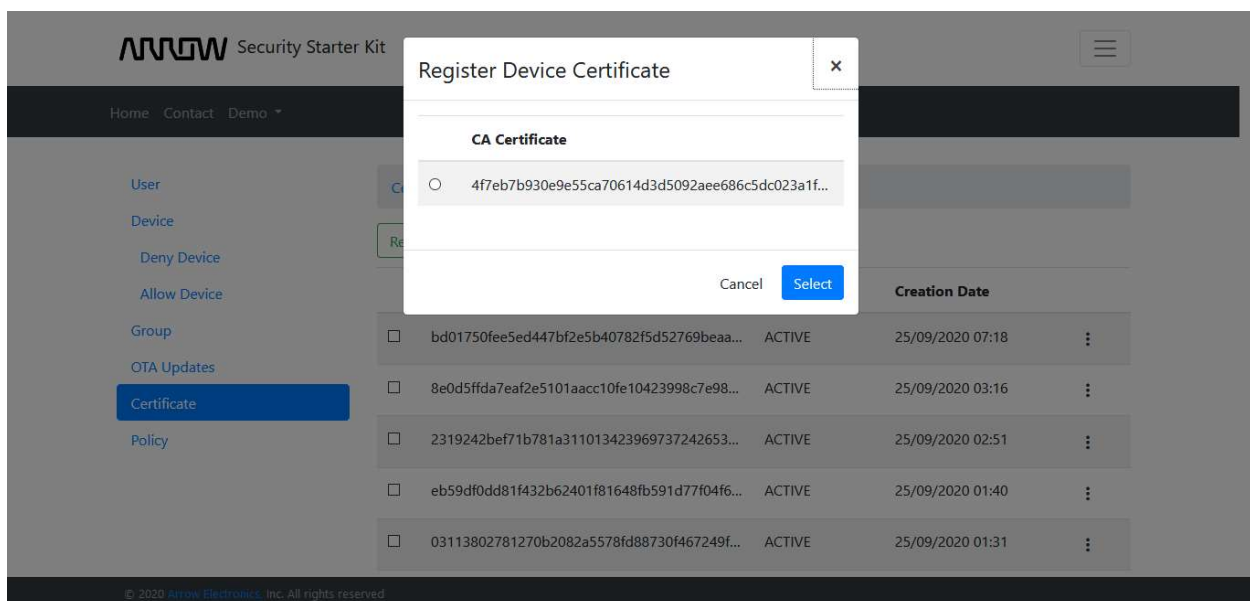 ARROW Security Starter Kit
Register Device Certificate
×
Home Contact Demo
CA Certificate
4f7eb7b930e9e55ca70614d3d5092aee686c5dc023a1f...
Cancel Select
User
Device
Deny Device
Allow Device
Group
OTA Updates
Certificate
Policy
Creation Date
bd01750fee5ed447bf2e5b40782f5d52769beaa... ACTIVE 25/09/2020 07:18
8e0d5ffda7eaf2e5101aacc10fe10423998c7e98... ACTIVE 25/09/2020 03:16
2319242bef71b781a311013423969737242653... ACTIVE 25/09/2020 02:51
eb59df0dd81f432b62401f81648fb591d77f04f6... ACTIVE 25/09/2020 01:40
03113802781270b2082a5578fd88730f467249f... ACTIVE 25/09/2020 01:31
© 2020 Arrow Electronics, Inc. All rights reserved